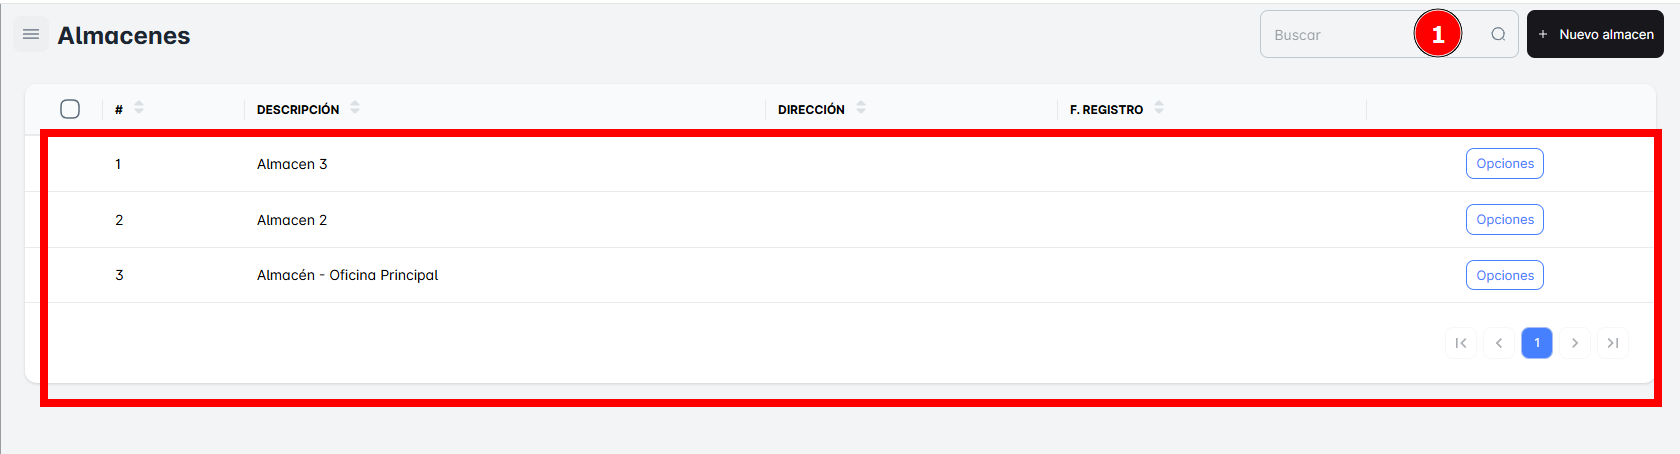 Almacenes
Buscar 1 + Nuevo almacen
# DESCRIPCIÓN DIRECCIÓN F. REGISTRO
1 Almacen 3 Opciones
2 Almacen 2 Opciones
3 Almacén - Oficina Principal Opciones
1